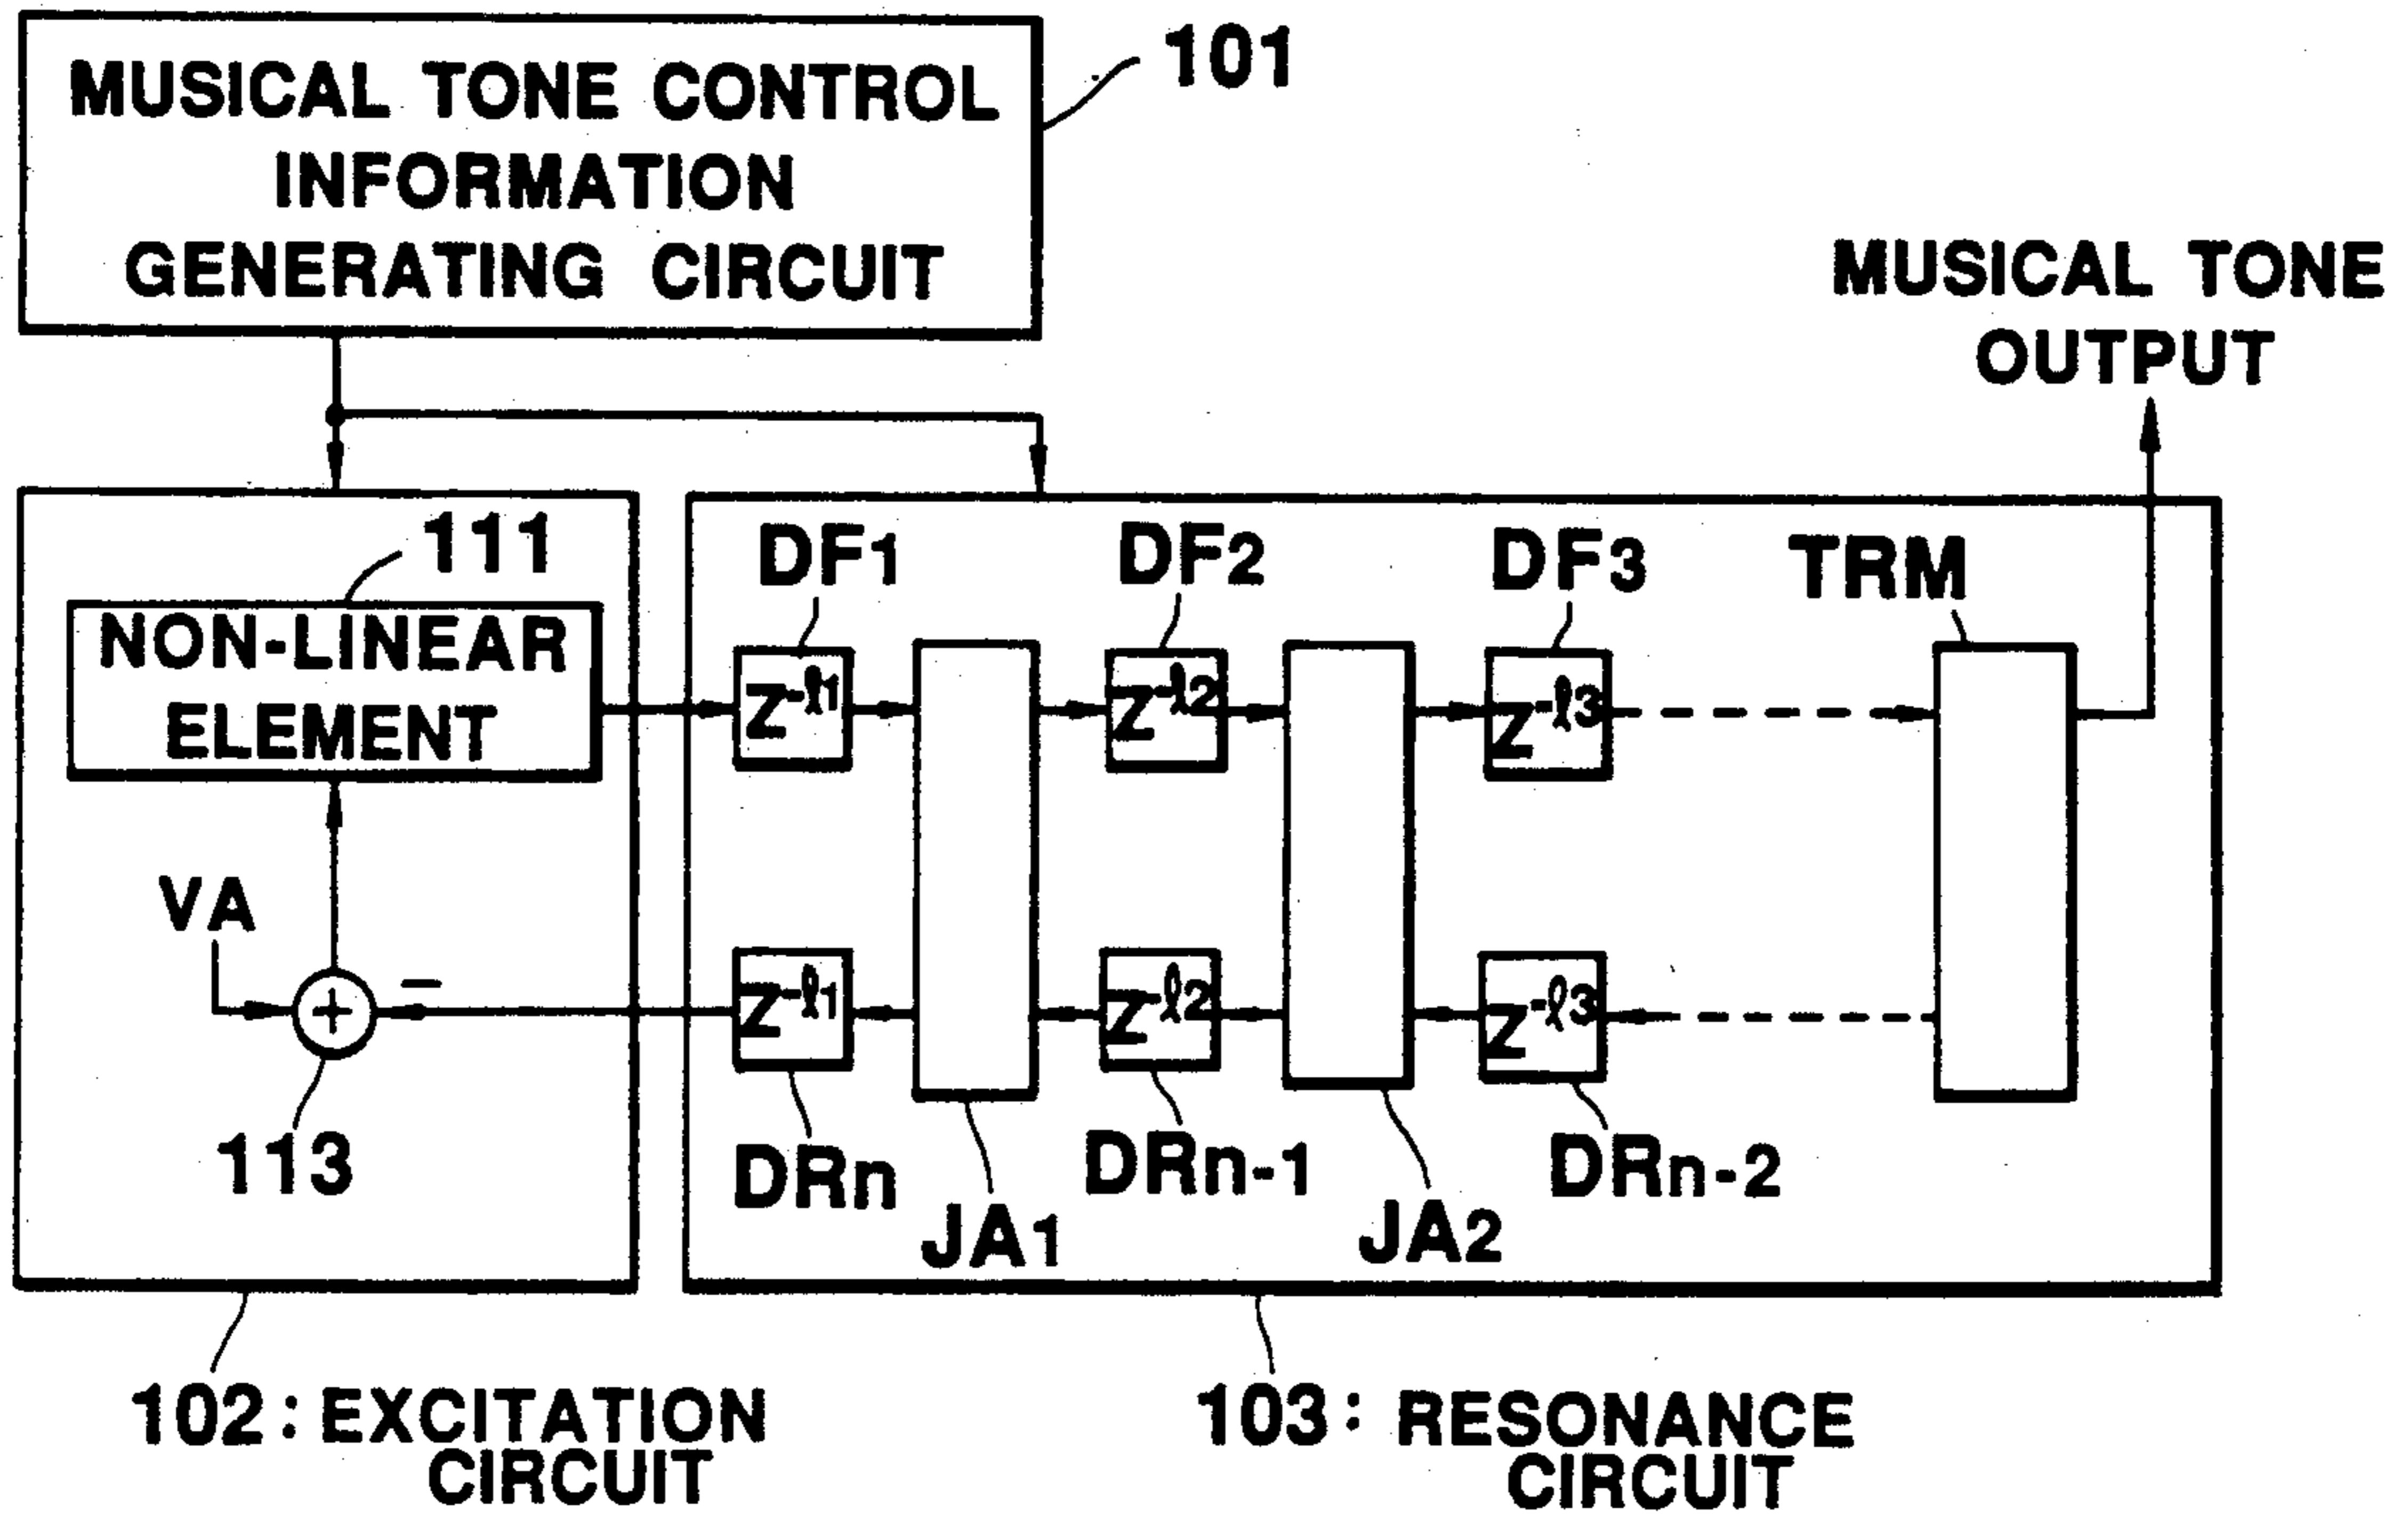 MUSICAL TONE CONTROL
INFORMATION
GENERATING CIRCUIT
101
MUSICAL TONE
OUTPUT
111
DF1
DF2
DF3
TRM
NON-LINEAR
ELEMENT
Z-ℓ1
Z-ℓ2
Z-ℓ3
VA
+
−
Z-ℓ1
Z-ℓ2
Z-ℓ3
113
DRn
DRn-1
DRn-2
JA1
JA2
102: EXCITATION
CIRCUIT
103: RESONANCE
CIRCUIT